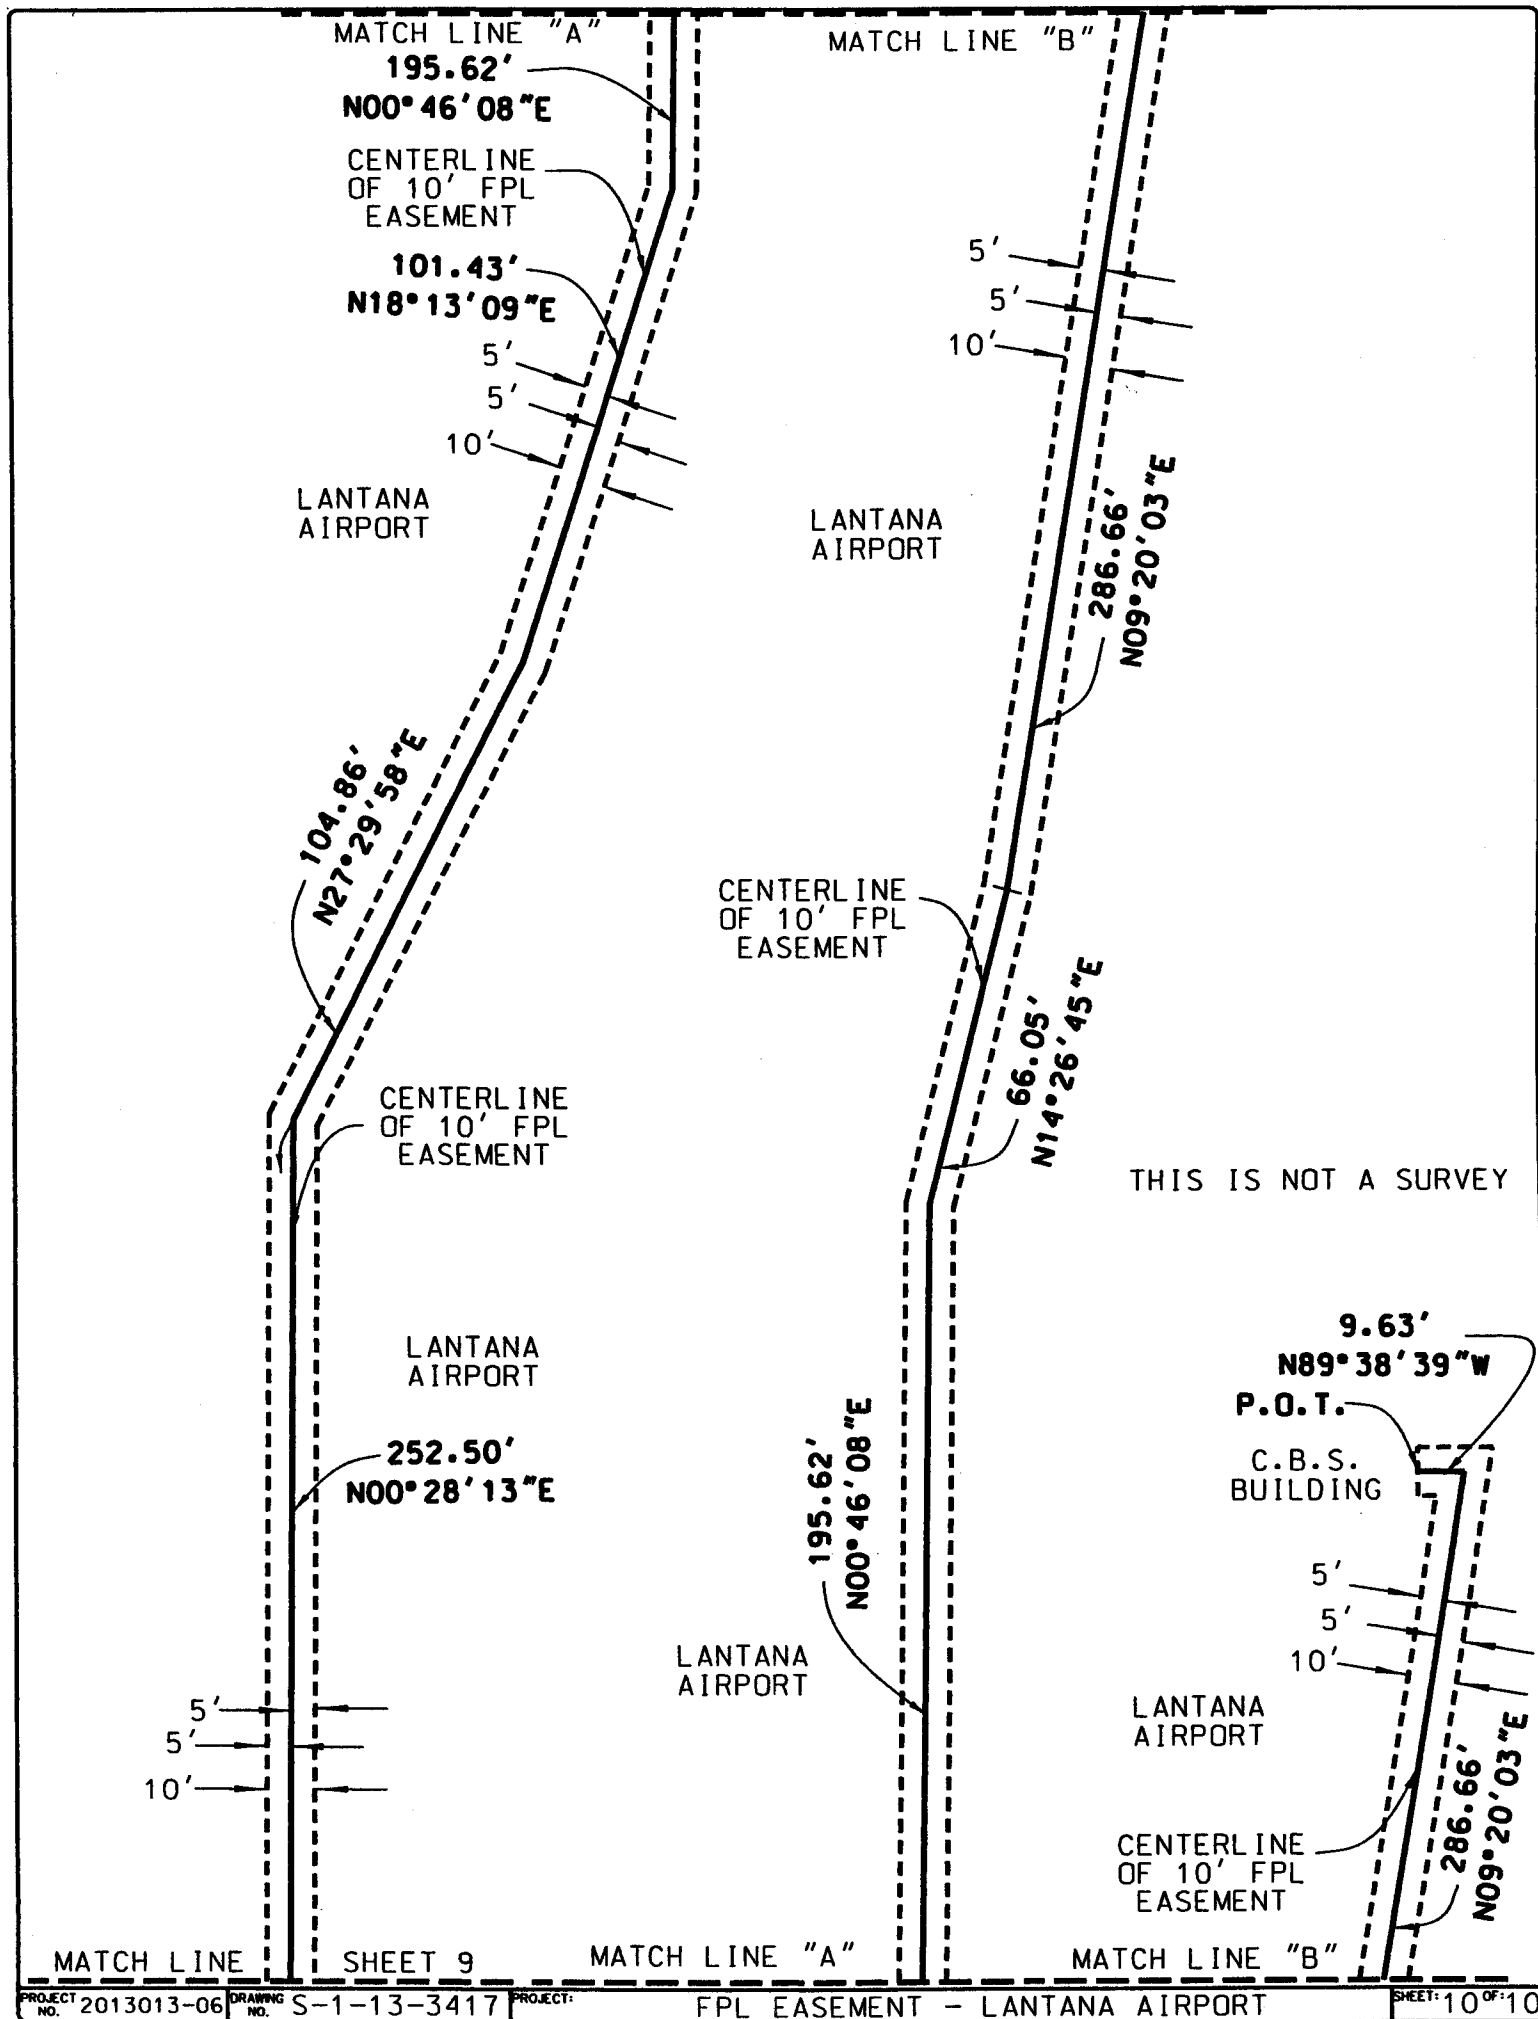 MATCH LINE "A"
195.62'
N00°46'08"E
CENTERLINE
OF 10' FPL
EASEMENT
101.43'
N18°13'09"E
5'
5'
10'
LANTANA
AIRPORT
104.86'
N27°29'58"E
CENTERLINE
OF 10' FPL
EASEMENT
LANTANA
AIRPORT
252.50'
N00°28'13"E
5'
5'
10'
MATCH LINE SHEET 9
MATCH LINE "B"
5'
5'
10'
LANTANA
AIRPORT
286.66'
N09°20'03"E
CENTERLINE
OF 10' FPL
EASEMENT
66.05'
N14°26'45"E
195.62'
N00°46'08"E
LANTANA
AIRPORT
MATCH LINE "A"
THIS IS NOT A SURVEY
9.63'
N89°38'39"W
P.O.T.
C.B.S.
BUILDING
5'
5'
10'
LANTANA
AIRPORT
286.66'
N09°20'03"E
CENTERLINE
OF 10' FPL
EASEMENT
MATCH LINE "B"
PROJECT NO. 2013013-06 DRAWING NO. S-1-13-3417 PROJECT: FPL EASEMENT - LANTANA AIRPORT SHEET: 10 OF: 10